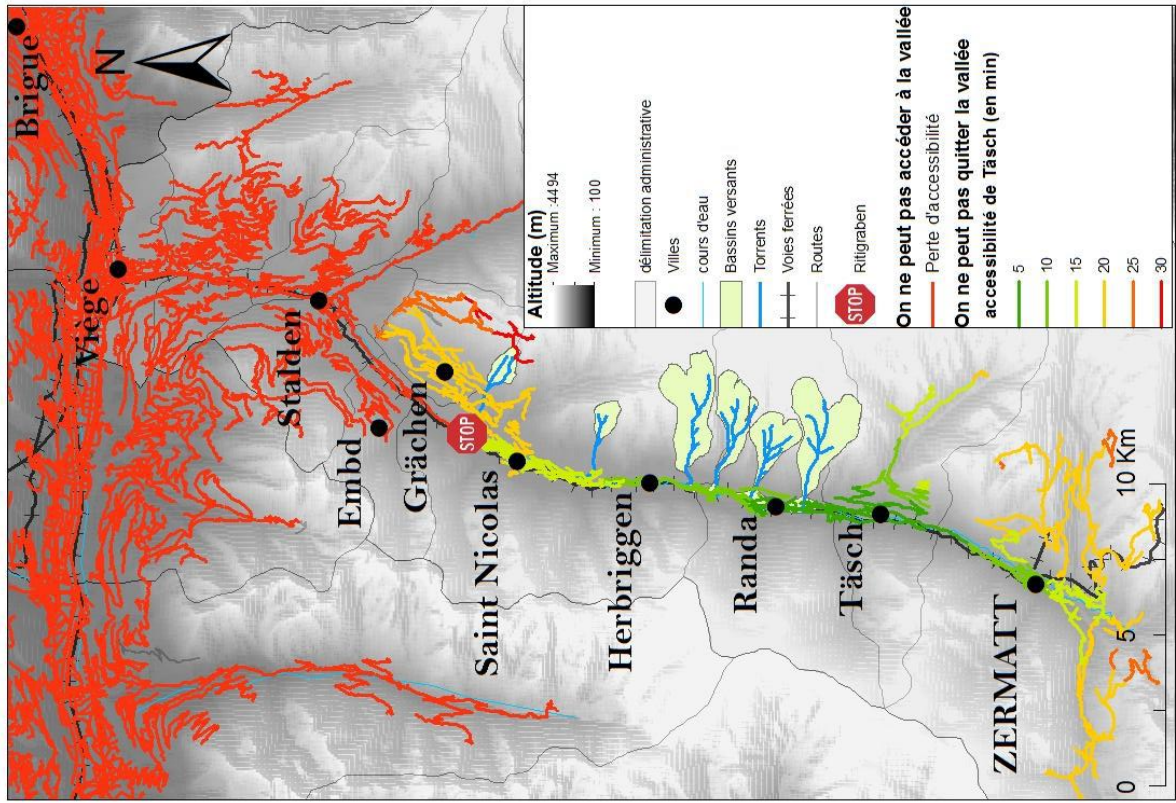 Brigue
N
Viège
Stalden
Embd
Grächen
STOP
Saint Nicolas
Herbriggen
Randa
Täsch
ZERMATT
0
5
10 Km
Altitude (m)
Maximum : 4494
Minimum : 100
délimitation administrative
Villes
cours d'eau
Bassins versants
Torrents
Voies ferrées
Routes
STOP
Ritigraben
On ne peut pas accéder à la vallée
Perte d'accessibilité
On ne peut pas quitter la vallée
accessibilité de Täsch (en min)
5
10
15
20
25
30